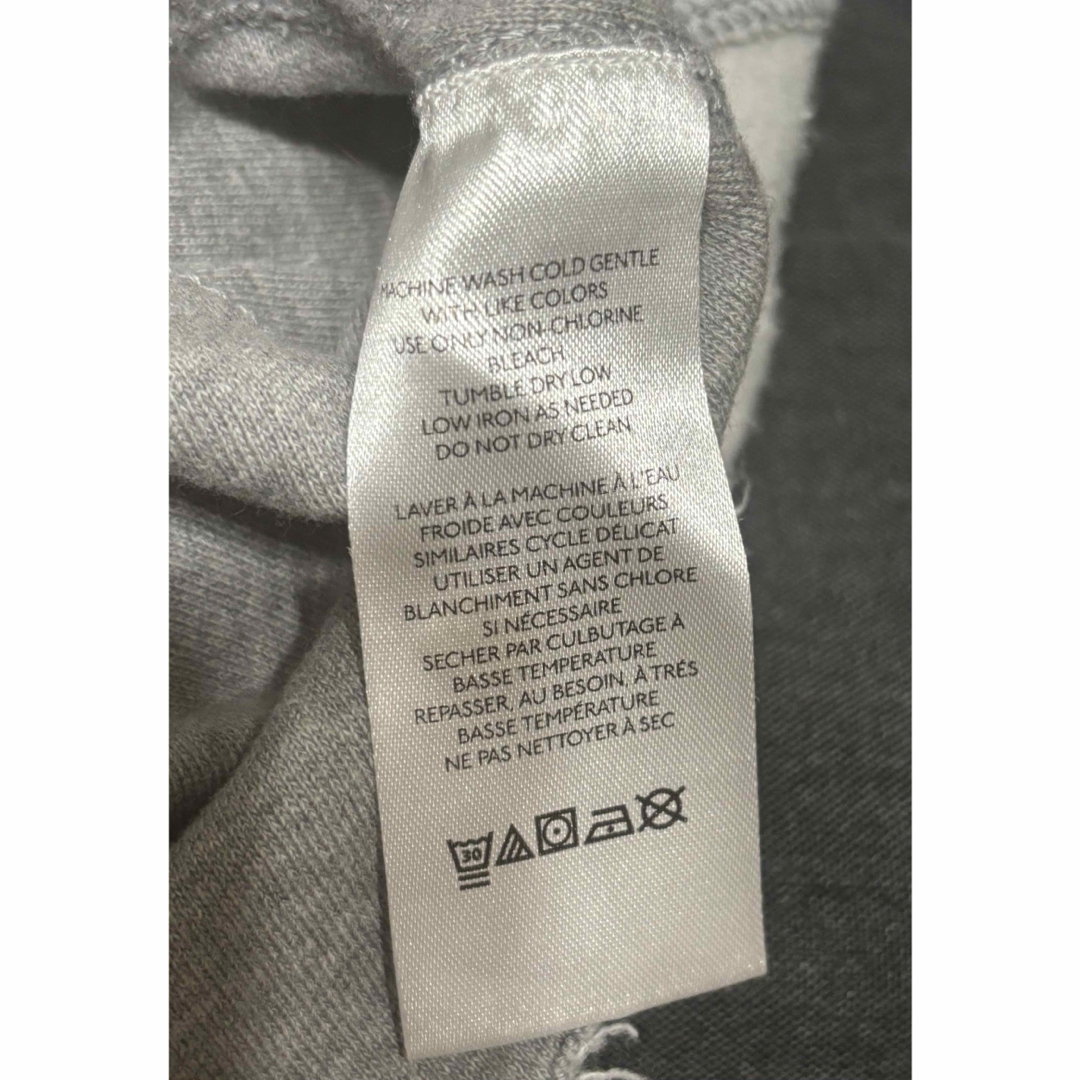 MACHINE WASH COLD GENTLE
WITH LIKE COLORS
USE ONLY NON-CHLORINE
BLEACH
TUMBLE DRY LOW
LOW IRON AS NEEDED
DO NOT DRY CLEAN
LAVER À LA MACHINE À L'EAU
FROIDE AVEC COULEURS
SIMILAIRES CYCLE DÉLICAT
UTILISER UN AGENT DE
BLANCHIMENT SANS CHLORE
SI NÉCESSAIRE
SECHER PAR CULBUTAGE À
BASSE TEMPERATURE
REPASSER, AU BESOIN, À TRÉS
BASSE TEMPÉRATURE
NE PAS NETTOYER À SEC
30